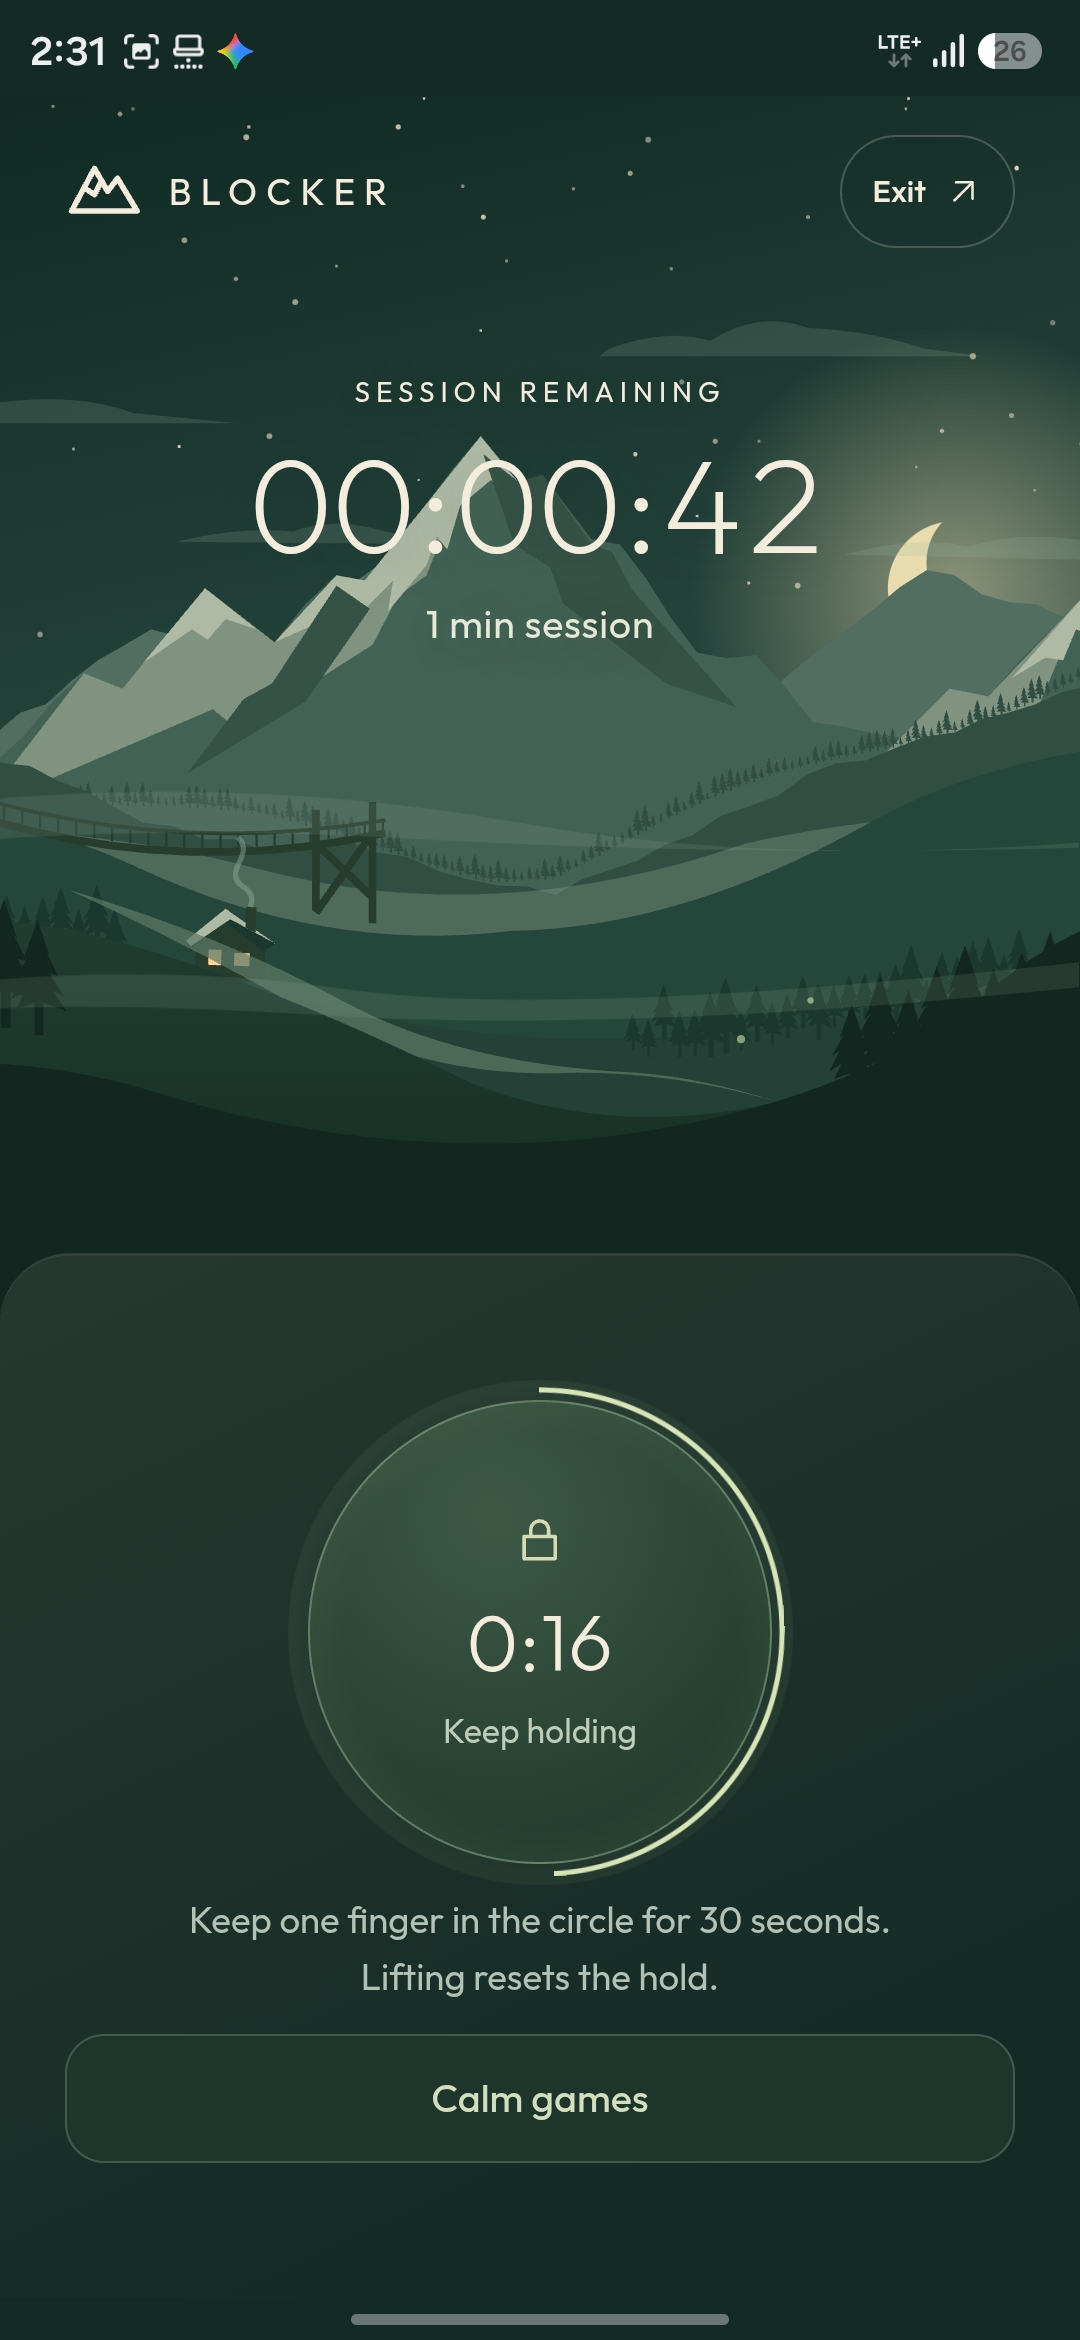 2:31
LTE+
26
BLOCKER
Exit
SESSION REMAINING
00:00:42
1 min session
0:16
Keep holding
Keep one finger in the circle for 30 seconds.
Lifting resets the hold.
Calm games